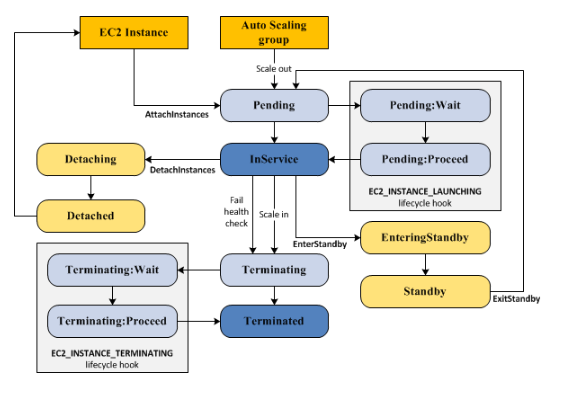 EC2 Instance
Auto Scaling
group
Scale out
AttachInstances
Pending
Pending:Wait
Detaching
DetachInstances
InService
Pending:Proceed
EC2_INSTANCE_LAUNCHING
lifecycle hook
Detached
Fail
health
check
Scale in
EnterStandby
EnteringStandby
Terminating:Wait
Terminating
Standby
ExitStandby
Terminating:Proceed
Terminated
EC2_INSTANCE_TERMINATING
lifecycle hook